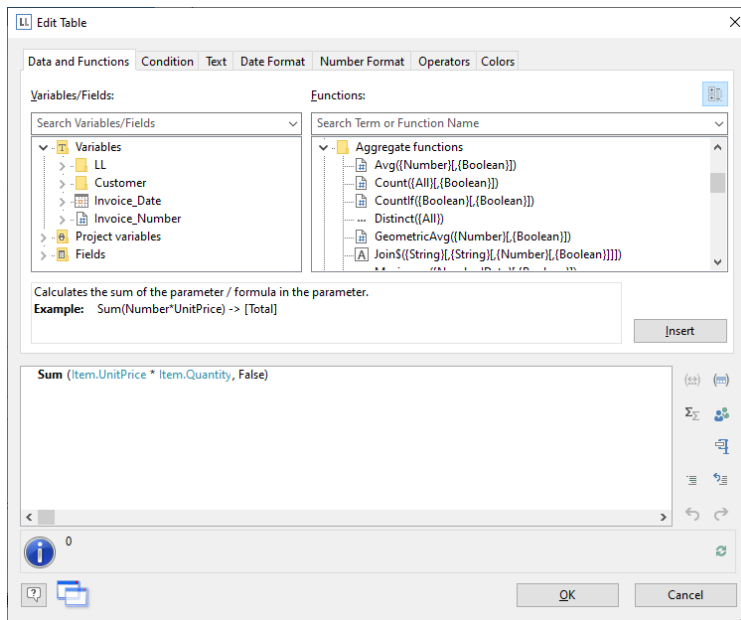 LL Edit Table
Data and Functions Condition Text Date Format Number Format Operators Colors
Variables/Fields: Functions:
Search Variables/Fields Search Term or Function Name
Variables
LL
Customer
Invoice_Date
Invoice_Number
Project variables
Fields
Aggregate functions
Avg({Number}[,{Boolean}])
Count({All}[,{Boolean}])
CountIf({Boolean}[,{Boolean}])
Distinct({All})
GeometricAvg({Number}[,{Boolean}])
Join$({String}[,{String}[,{Number}[,{Boolean}]]])
Calculates the sum of the parameter / formula in the parameter.
Example: Sum(Number*UnitPrice) -> [Total]
Insert
Sum (Item.UnitPrice * Item.Quantity, False)
0
OK Cancel